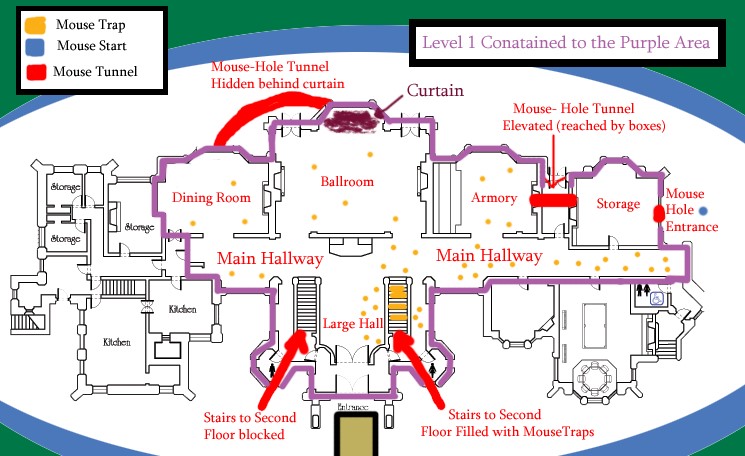 Mouse Trap
Mouse Start
Mouse Tunnel
Level 1 Conatained to the Purple Area
Mouse-Hole Tunnel
Hidden behind curtain
Curtain
Mouse- Hole Tunnel
Elevated (reached by boxes)
Storage
Storage
Storage
Dining Room
Ballroom
Armory
Storage
Mouse
Hole
Entrance
Main Hallway
Main Hallway
Kitchen
Kitchen
Large Hall
Entrance
Stairs to Second
Floor blocked
Stairs to Second
Floor Filled with MouseTraps